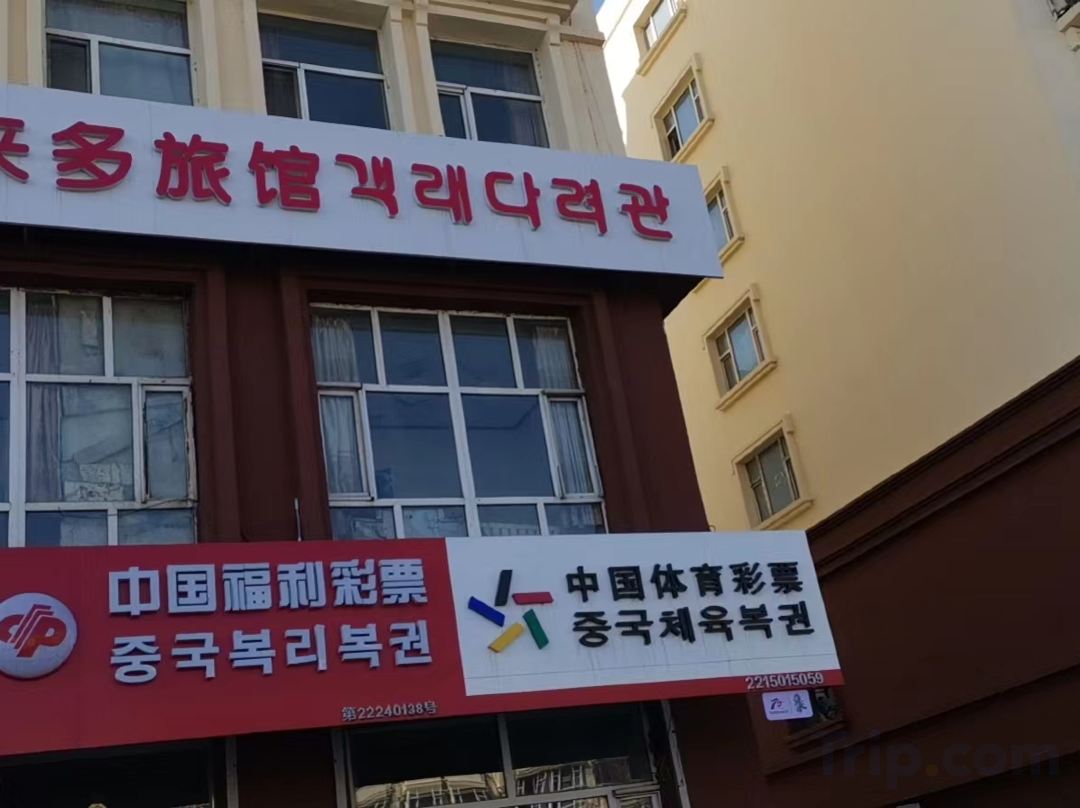 来多旅馆객래다려관
中国福利彩票
중국복리복권
第22240138号
中国体育彩票
중국체육복권
2215015059
Trip.com